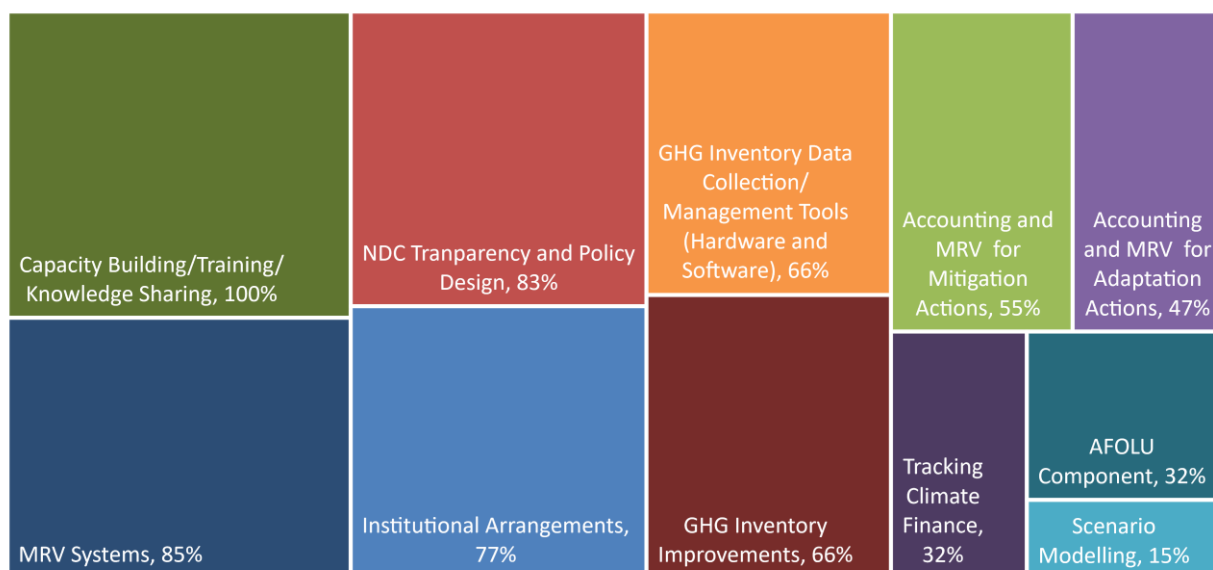 Capacity Building/Training/
Knowledge Sharing, 100%
MRV Systems, 85%
NDC Tranparency and Policy
Design, 83%
Institutional Arrangements,
77%
GHG Inventory Data
Collection/
Management Tools
(Hardware and
Software), 66%
GHG Inventory
Improvements, 66%
Accounting and
MRV for
Mitigation
Actions, 55%
Accounting
and MRV for
Adaptation
Actions, 47%
Tracking
Climate
Finance,
32%
AFOLU
Component, 32%
Scenario
Modelling, 15%